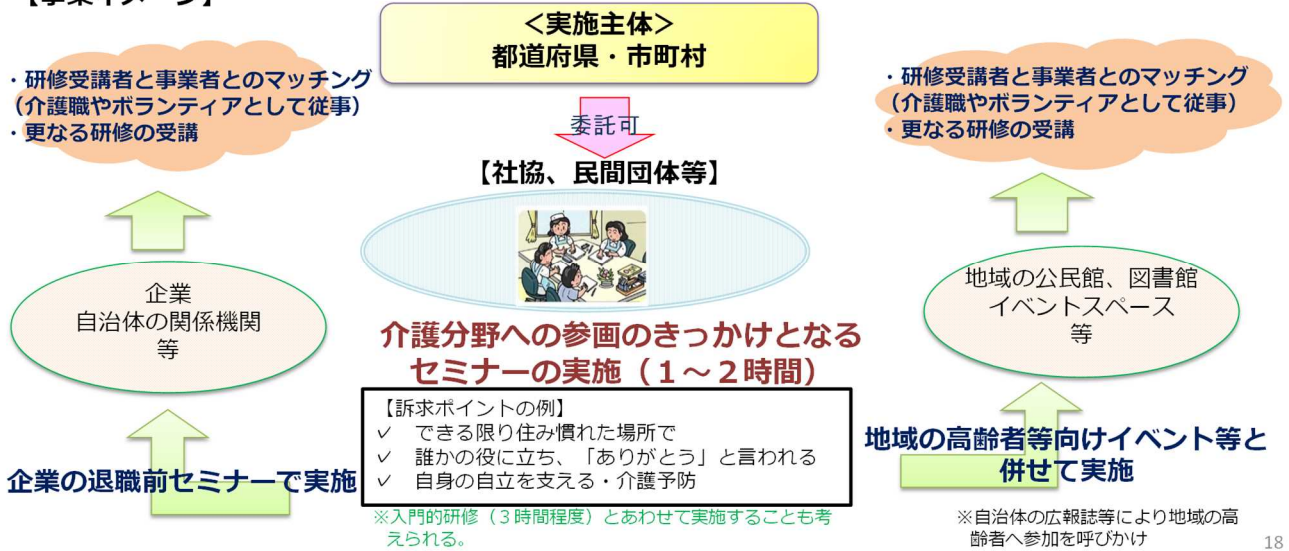 【事業イメージ】
＜実施主体＞
都道府県・市町村
委託可
【社協、民間団体等】
・研修受講者と事業者とのマッチング
（介護職やボランティアとして従事）
・更なる研修の受講
企業
自治体の関係機関
等
企業の退職前セミナーで実施
介護分野への参画のきっかけとなる
セミナーの実施（１～２時間）
【訴求ポイントの例】
✓ できる限り住み慣れた場所で
✓ 誰かの役に立ち、「ありがとう」と言われる
✓ 自身の自立を支える・介護予防
※入門的研修（３時間程度）とあわせて実施することも考
えられる。
・研修受講者と事業者とのマッチング
（介護職やボランティアとして従事）
・更なる研修の受講
地域の公民館、図書館
イベントスペース
等
地域の高齢者等向けイベント等と
併せて実施
※自治体の広報誌等により地域の高
齢者へ参加を呼びかけ
18